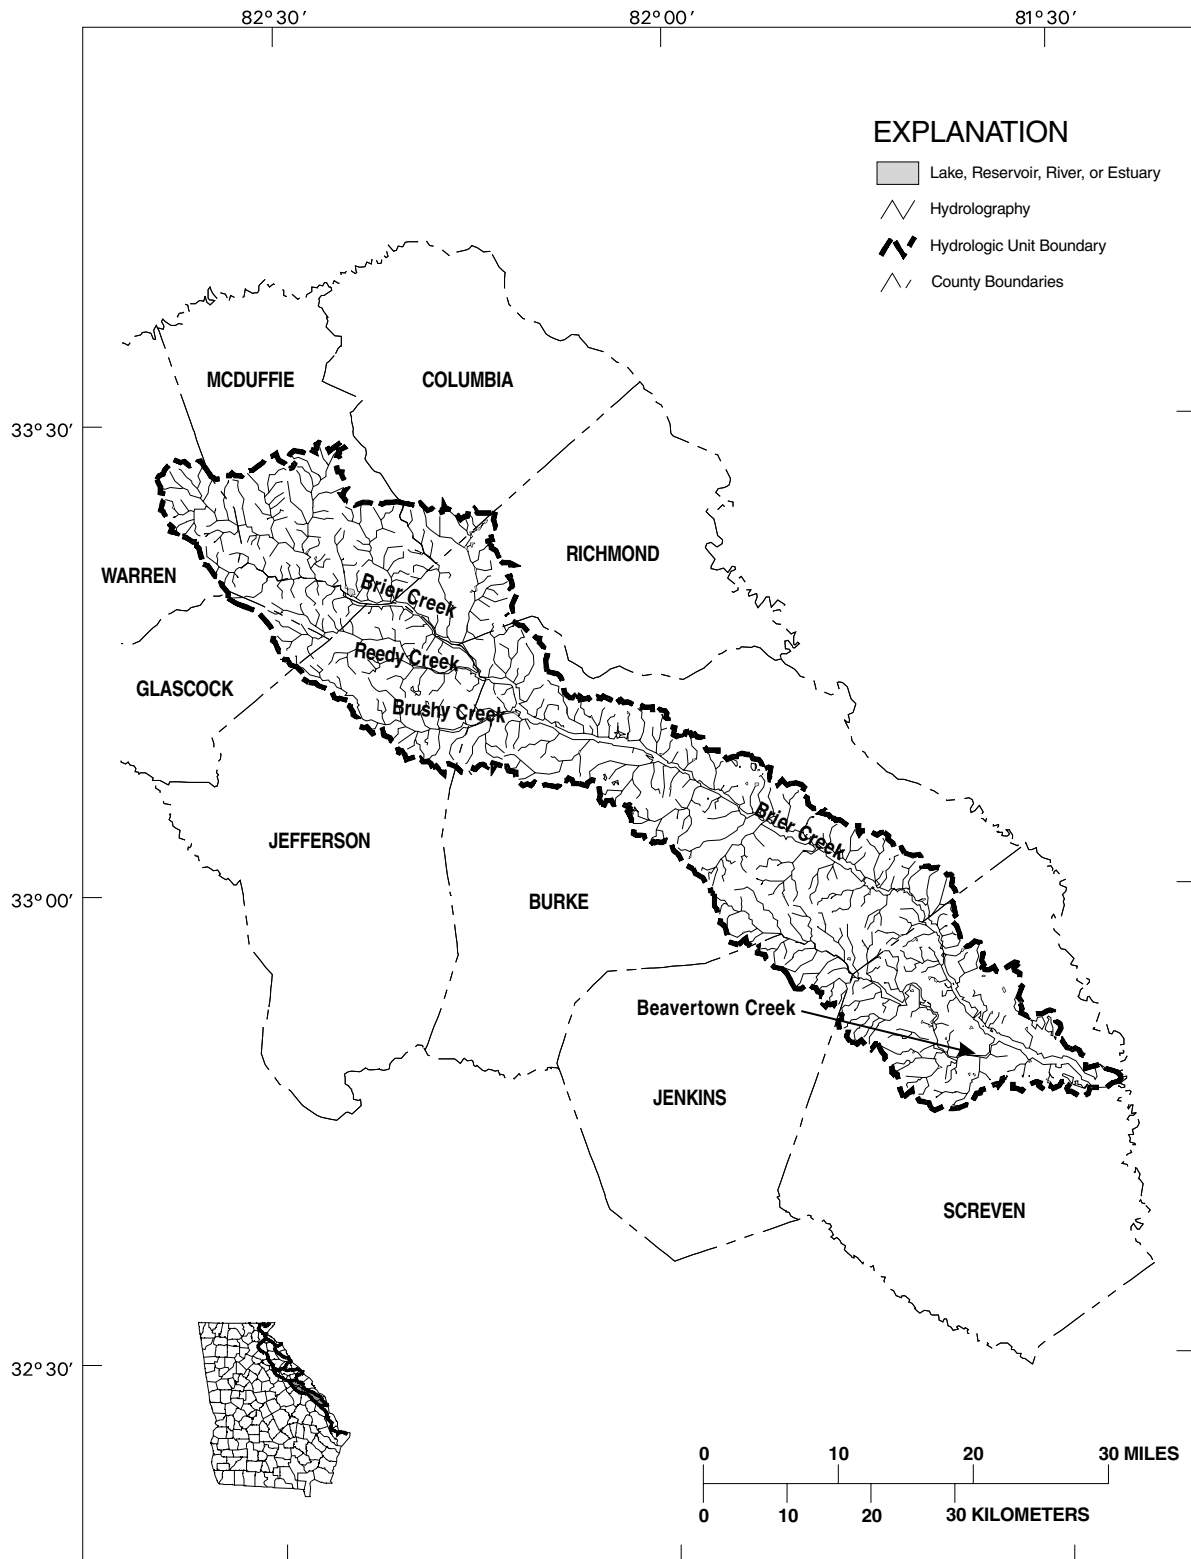 82°30′ 82°00′ 81°30′
EXPLANATION
Lake, Reservoir, River, or Estuary
Hydrolography
Hydrologic Unit Boundary
County Boundaries
MCDUFFIE
COLUMBIA
33°30′
RICHMOND
WARREN
Brier Creek
Reedy Creek
GLASCOCK
Brushy Creek
Brier Creek
JEFFERSON
33°00′
BURKE
Beavertown Creek
JENKINS
SCREVEN
32°30′
0 10 20 30 MILES
0 10 20 30 KILOMETERS